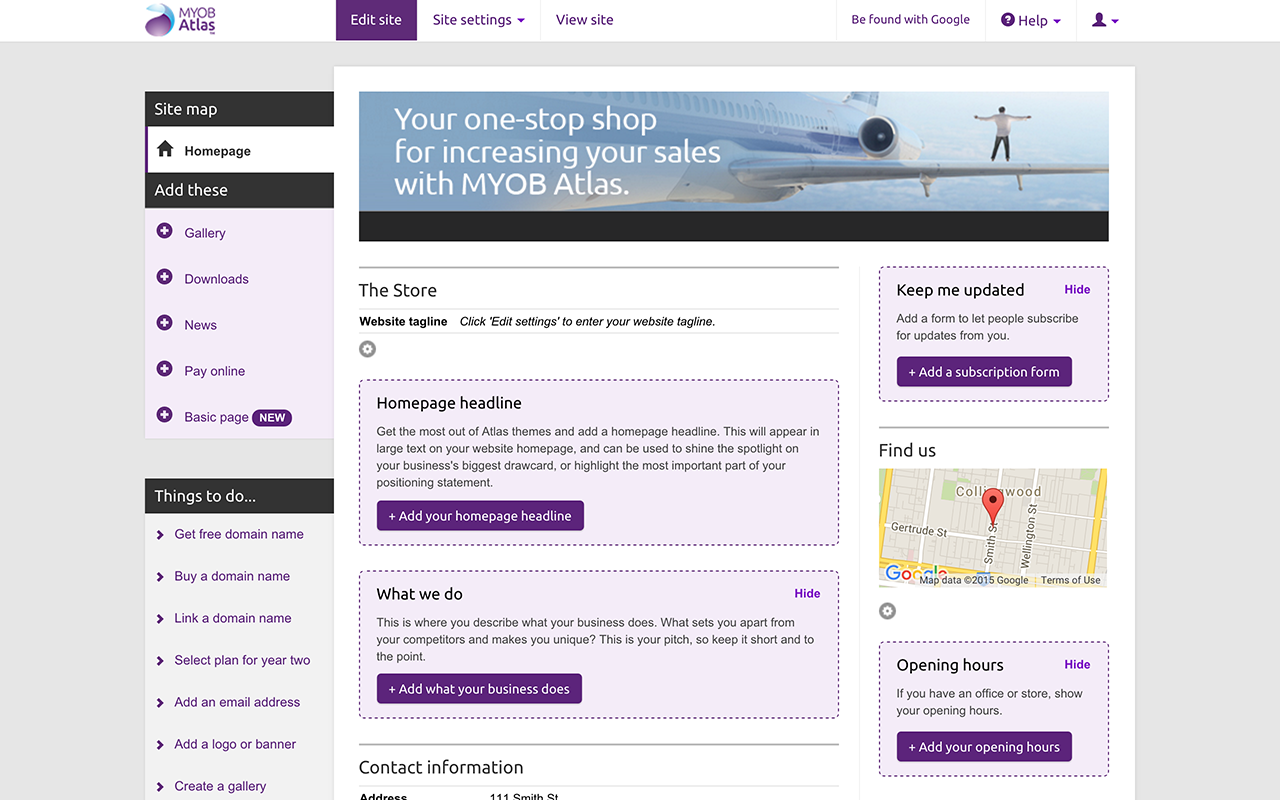 MYOB
Atlas
Edit site
Site settings
View site
Be found with Google
Help
Site map
Homepage
Add these
Gallery
Downloads
News
Pay online
Basic page NEW
Things to do...
Get free domain name
Buy a domain name
Link a domain name
Select plan for year two
Add an email address
Add a logo or banner
Create a gallery
Your one-stop shop
for increasing your sales
with MYOB Atlas.
The Store
Website tagline Click 'Edit settings' to enter your website tagline.
Homepage headline
Get the most out of Atlas themes and add a homepage headline. This will appear in
large text on your website homepage, and can be used to shine the spotlight on
your business's biggest drawcard, or highlight the most important part of your
positioning statement.
+ Add your homepage headline
What we do Hide
This is where you describe what your business does. What sets you apart from
your competitors and makes you unique? This is your pitch, so keep it short and to
the point.
+ Add what your business does
Contact information
Address 111 Smith St
Keep me updated Hide
Add a form to let people subscribe
for updates from you.
+ Add a subscription form
Find us
Collingwood
Gertrude St
Smith St
Wellington St
Google
Map data ©2015 Google Terms of Use
Opening hours Hide
If you have an office or store, show
your opening hours.
+ Add your opening hours